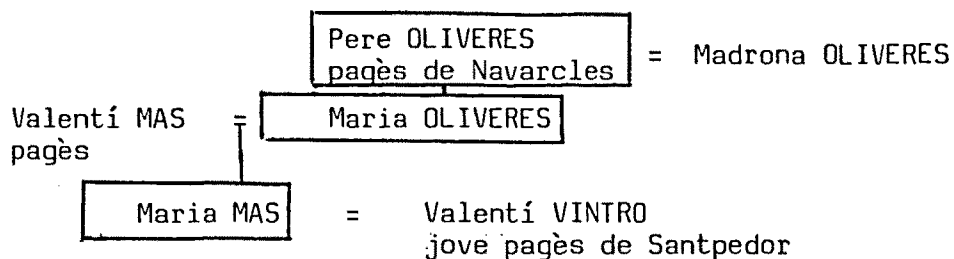 Pere OLIVERES
pagès de Navarcles = Madrona OLIVERES
Valentí MAS = Maria OLIVERES
pagès
Maria MAS = Valentí VINTRO
jove pagès de Santpedor